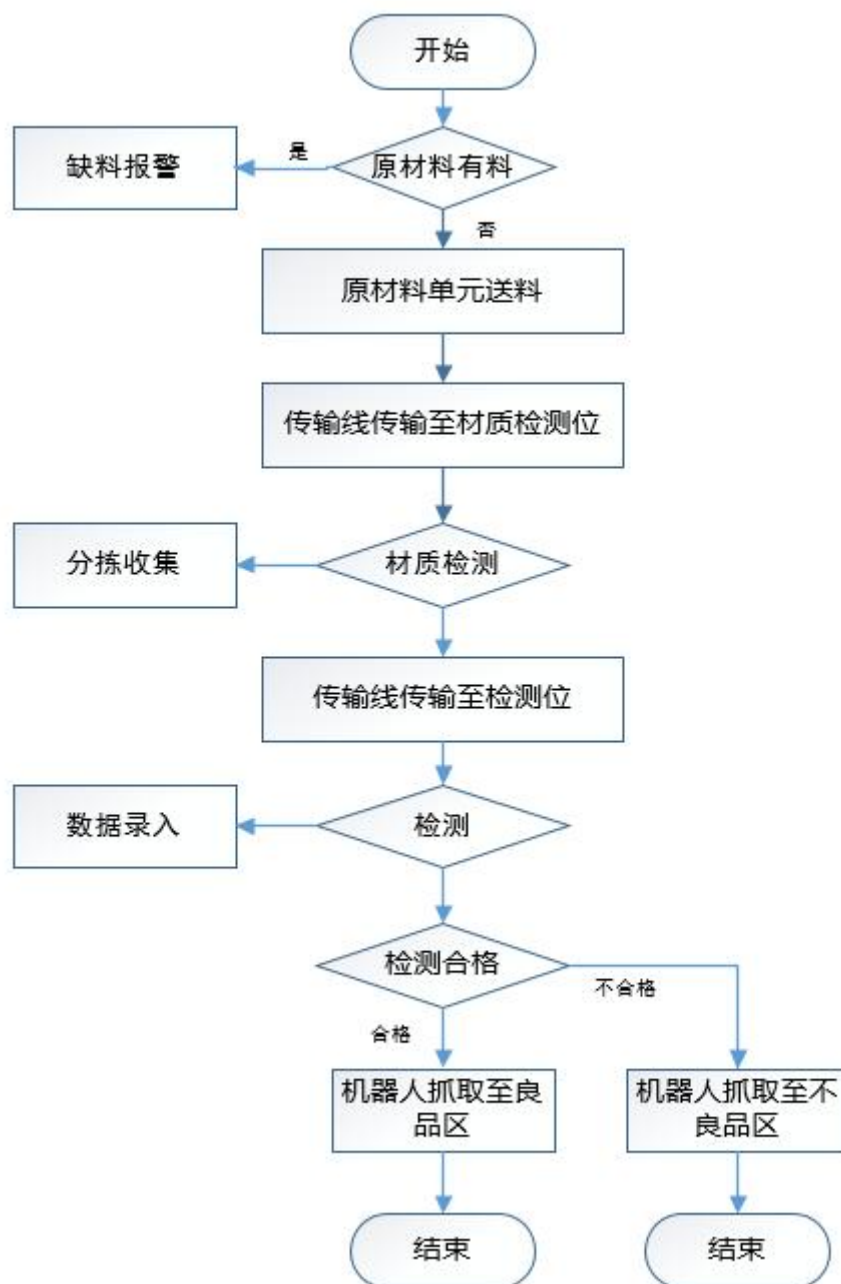 开始
缺料报警
是
原材料有料
否
原材料单元送料
传输线传输至材质检测位
分拣收集
材质检测
传输线传输至检测位
数据录入
检测
检测合格
不合格
合格
机器人抓取至良
品区
机器人抓取至不
良品区
结束
结束